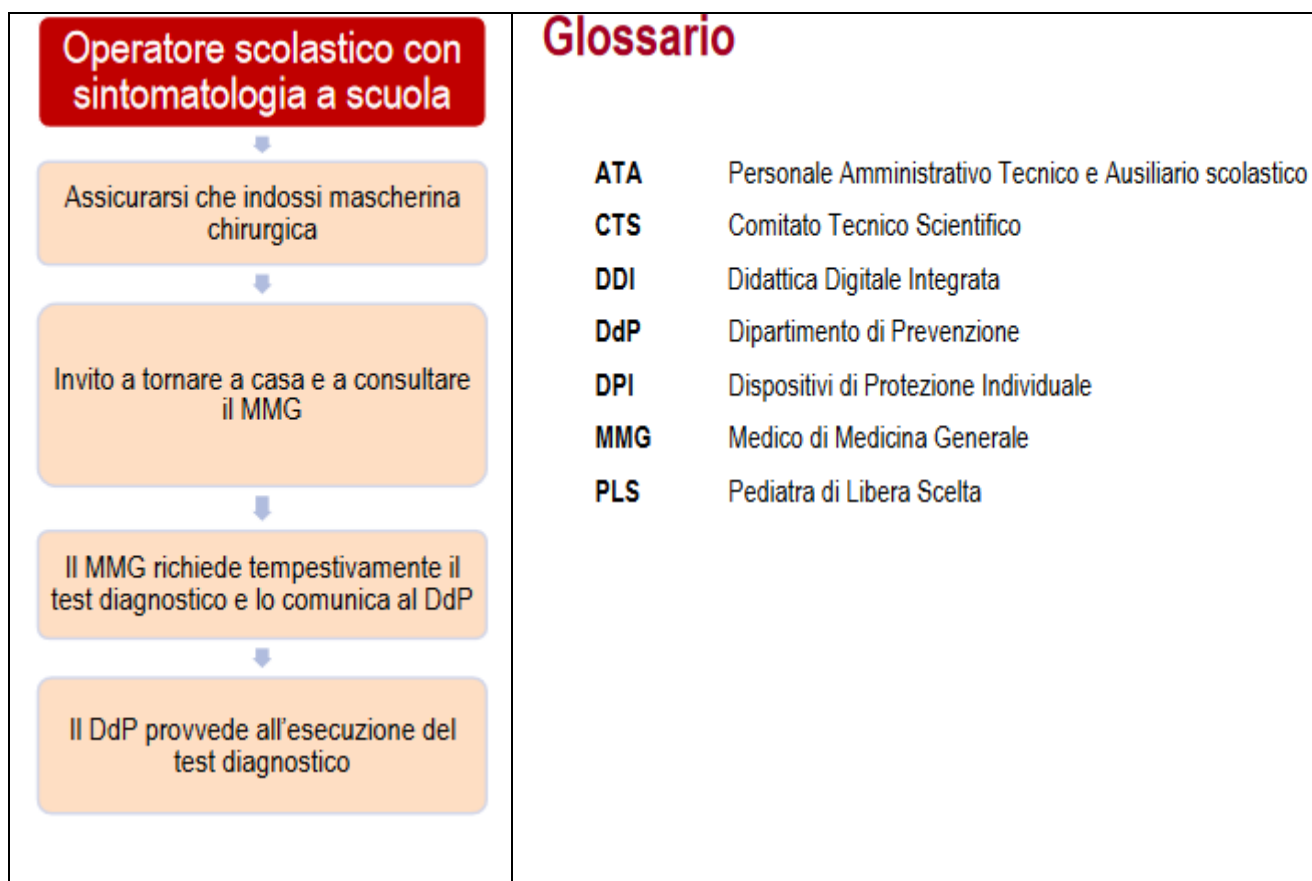 Operatore scolastico con
sintomatologia a scuola
Assicurarsi che indossi mascherina
chirurgica
Invito a tornare a casa e a consultare
il MMG
Il MMG richiede tempestivamente il
test diagnostico e lo comunica al DdP
Il DdP provvede all'esecuzione del
test diagnostico
Glossario
ATA Personale Amministrativo Tecnico e Ausiliario scolastico
CTS Comitato Tecnico Scientifico
DDI Didattica Digitale Integrata
DdP Dipartimento di Prevenzione
DPI Dispositivi di Protezione Individuale
MMG Medico di Medicina Generale
PLS Pediatra di Libera Scelta